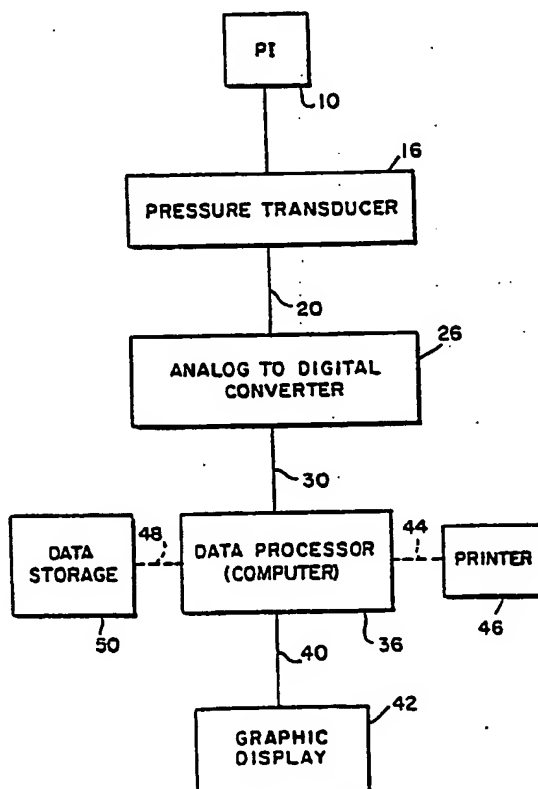 PI
10
16
PRESSURE TRANSDUCER
20
26
ANALOG TO DIGITAL
CONVERTER
30
DATA
STORAGE
50
48
DATA PROCESSOR
(COMPUTER)
36
44
PRINTER
46
40
42
GRAPHIC
DISPLAY